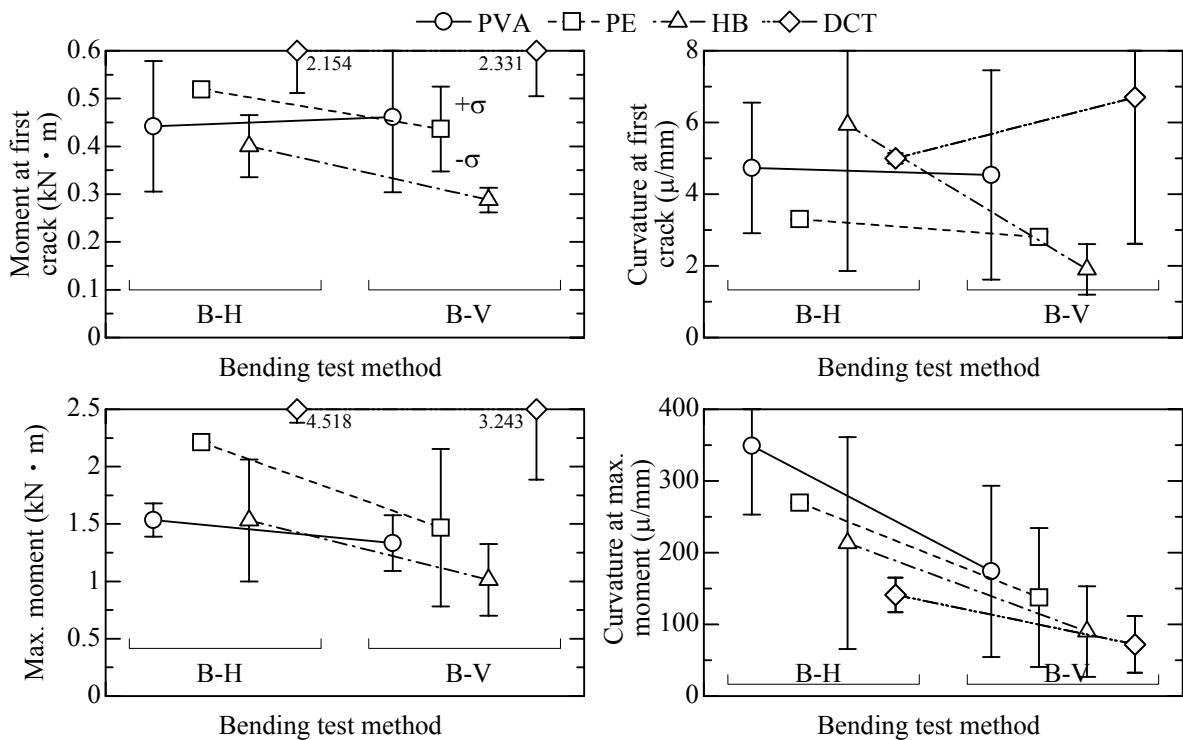 PVA PE HB DCT
Moment at first
crack (kN・m)
0.6
0.5
0.4
0.3
0.2
0.1
0
2.154
2.331
+σ
-σ
B-H
B-V
Bending test method
Curvature at first
crack (μ/mm)
8
6
4
2
0
B-H
B-V
Bending test method
Max. moment (kN・m)
2.5
2
1.5
1
0.5
0
4.518
3.243
B-H
B-V
Bending test method
Curvature at max.
moment (μ/mm)
400
300
200
100
0
B-H
B-V
Bending test method